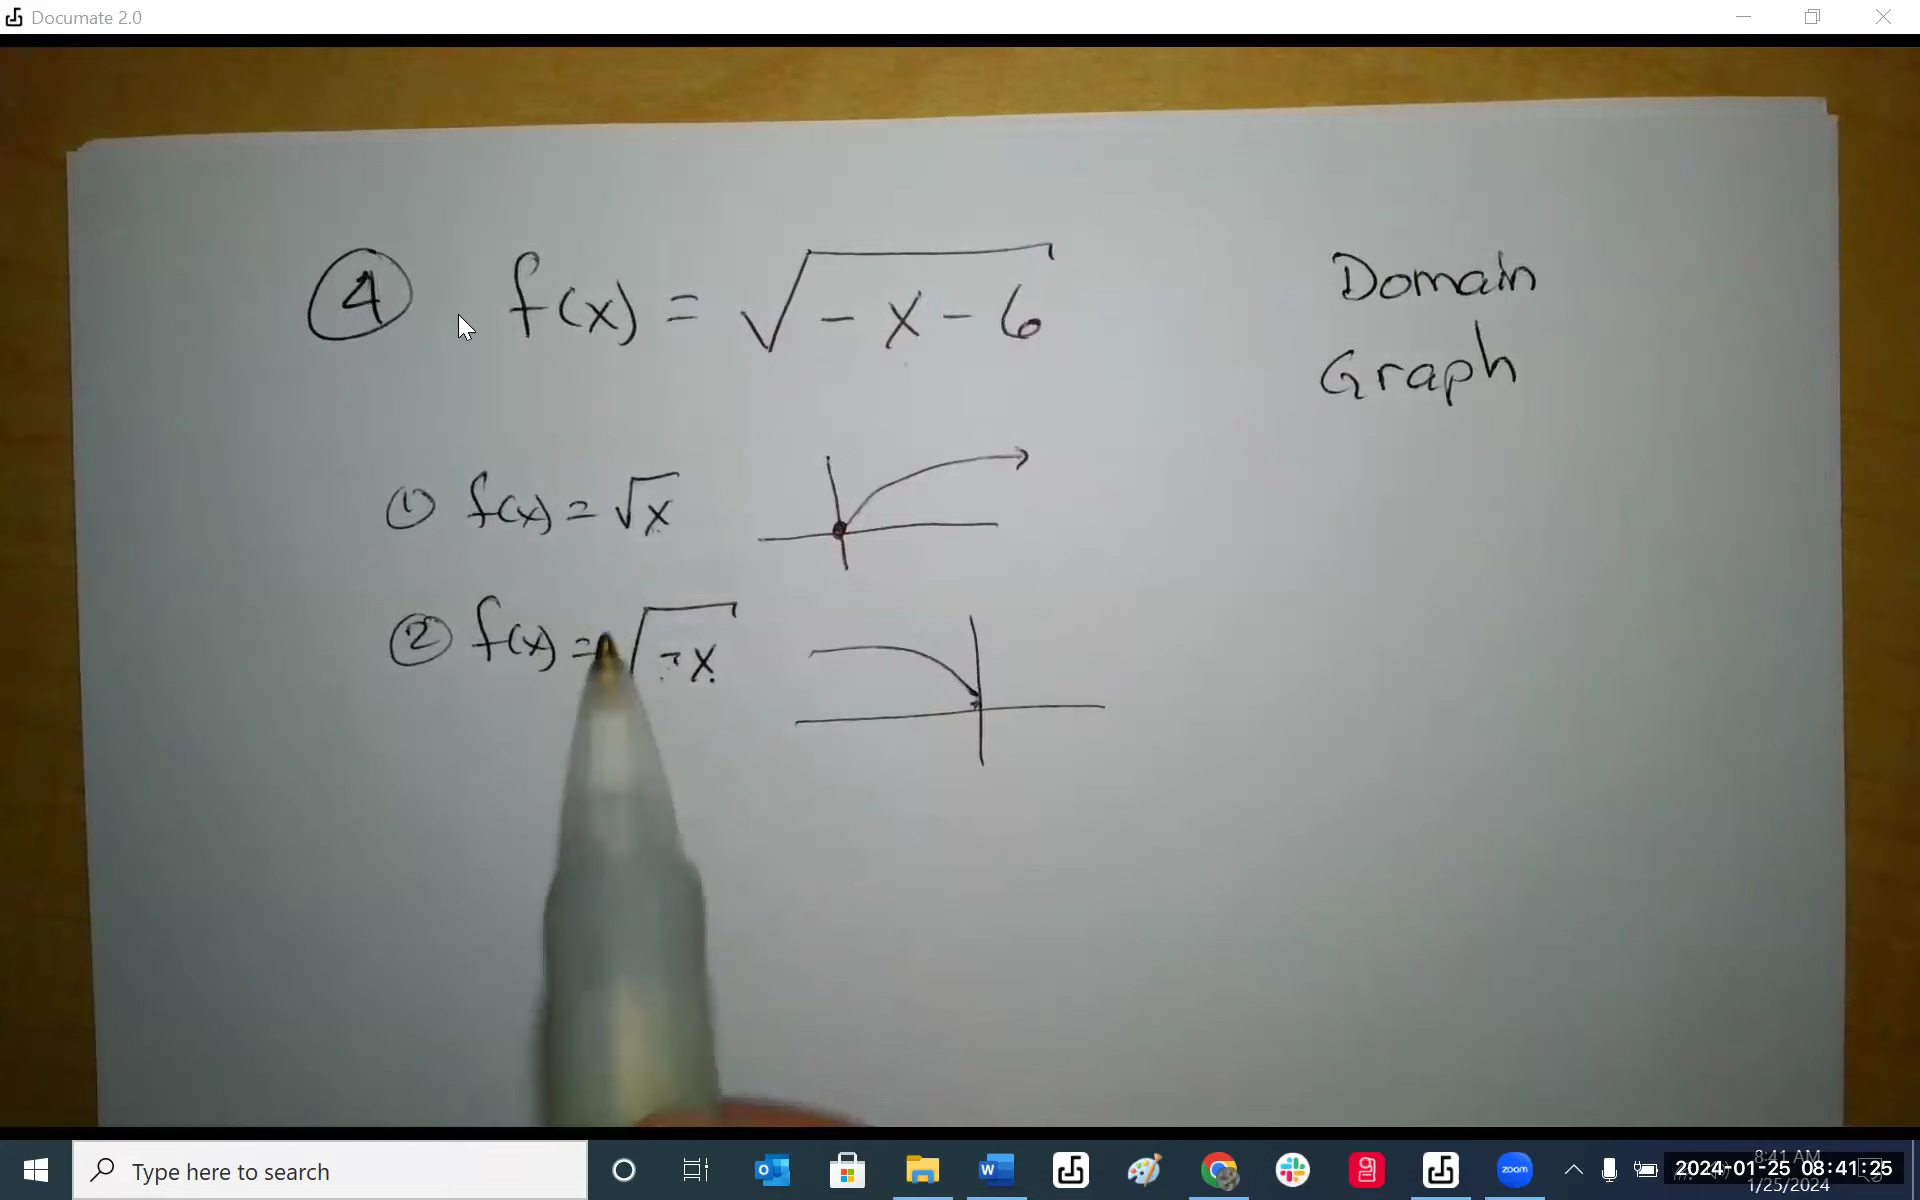 Documate 2.0
④ f(x) = √(-x-6)
Domain
Graph
① f(x) = √x
② f(x) = √(-x)
Type here to search
zoom
8:41 AM
2024-01-25 08:41:25
1/25/2024